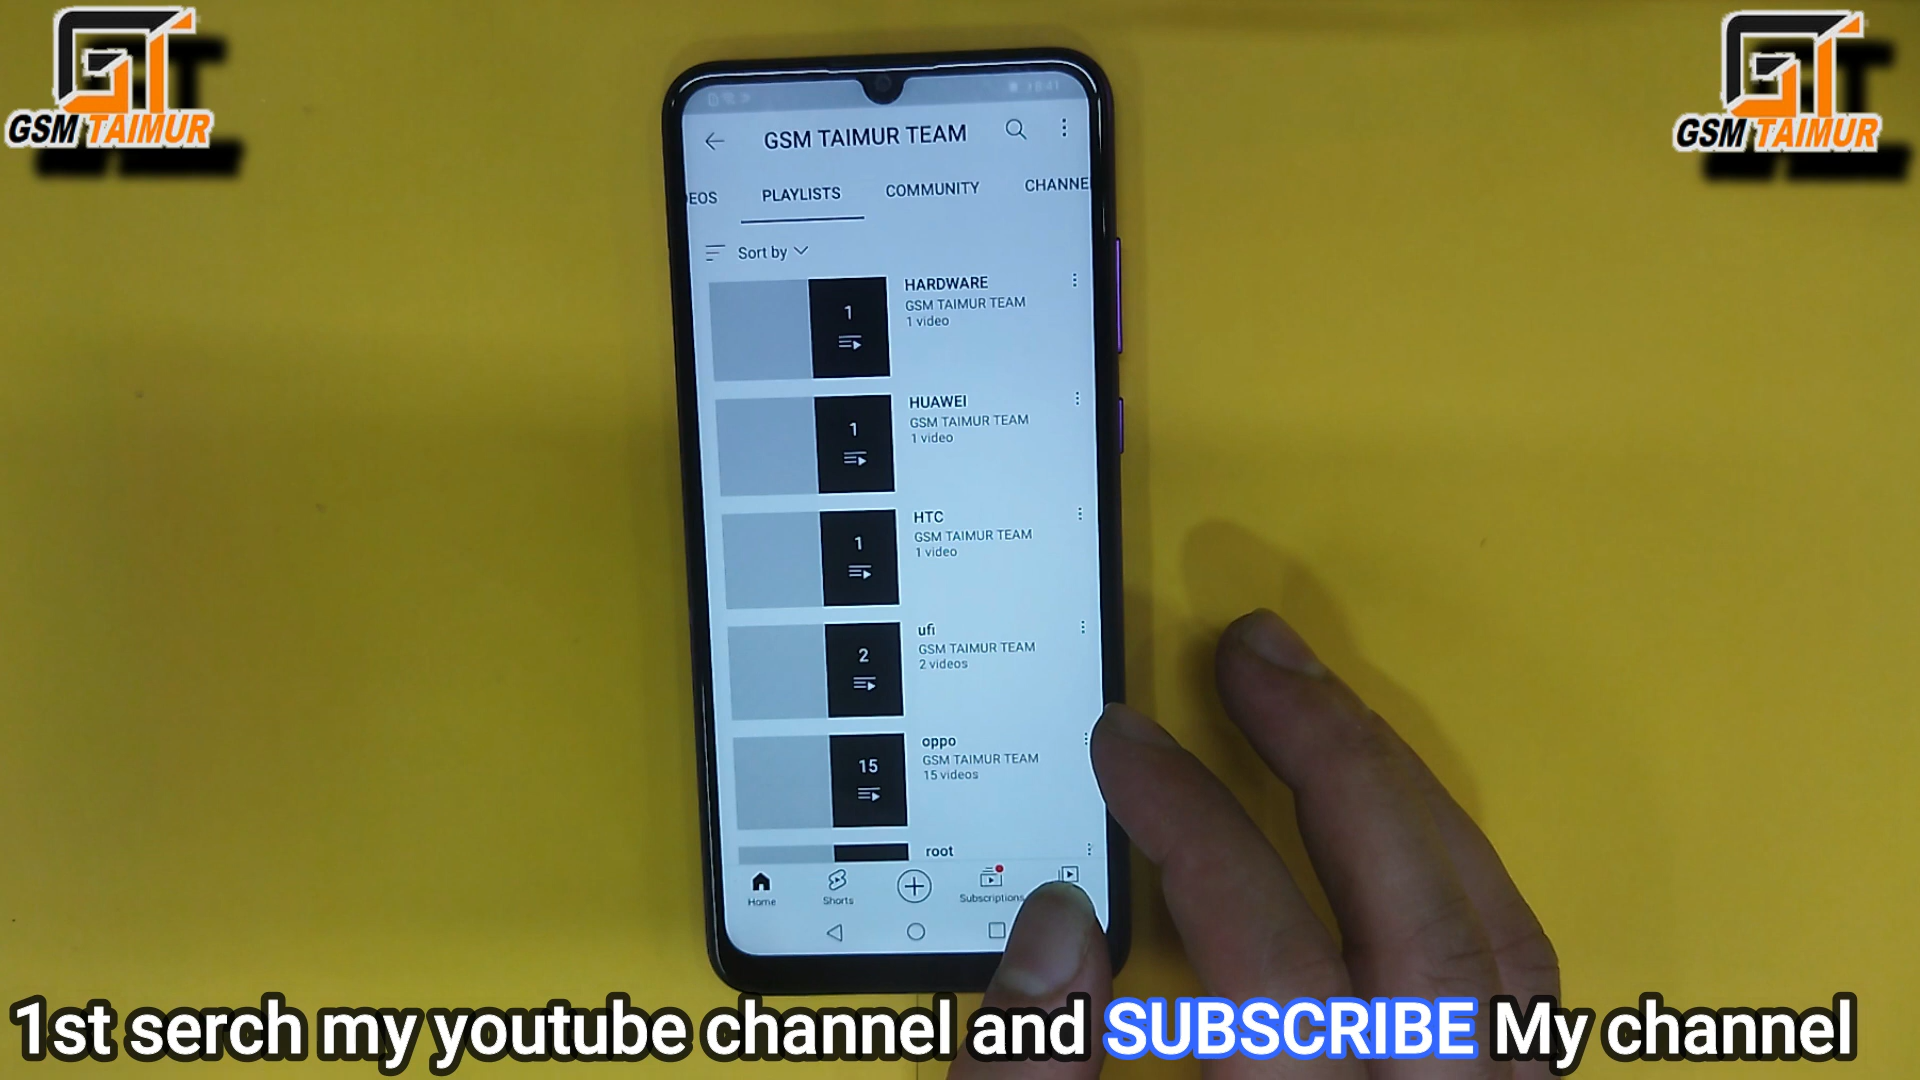 GSM TAIMUR
GSM TAIMUR
GSM TAIMUR TEAM
EOS PLAYLISTS COMMUNITY CHANNE
Sort by
1
HARDWARE
GSM TAIMUR TEAM
1 video
1
HUAWEI
GSM TAIMUR TEAM
1 video
1
HTC
GSM TAIMUR TEAM
1 video
2
ufi
GSM TAIMUR TEAM
2 videos
15
oppo
GSM TAIMUR TEAM
15 videos
root
Home Shorts Subscriptions
1st serch my youtube channel and SUBSCRIBE My channel